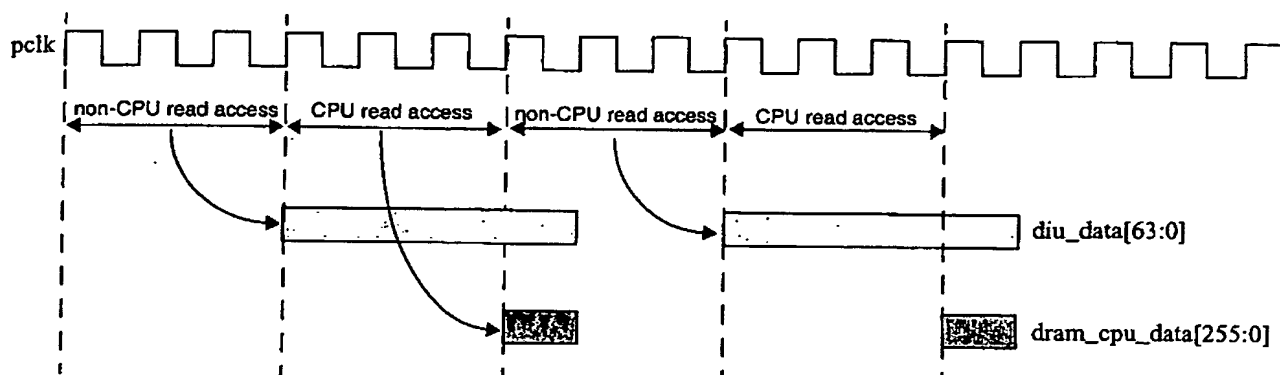 pclk
non-CPU read access CPU read access non-CPU read access CPU read access
diu_data[63:0]
dram_cpu_data[255:0]